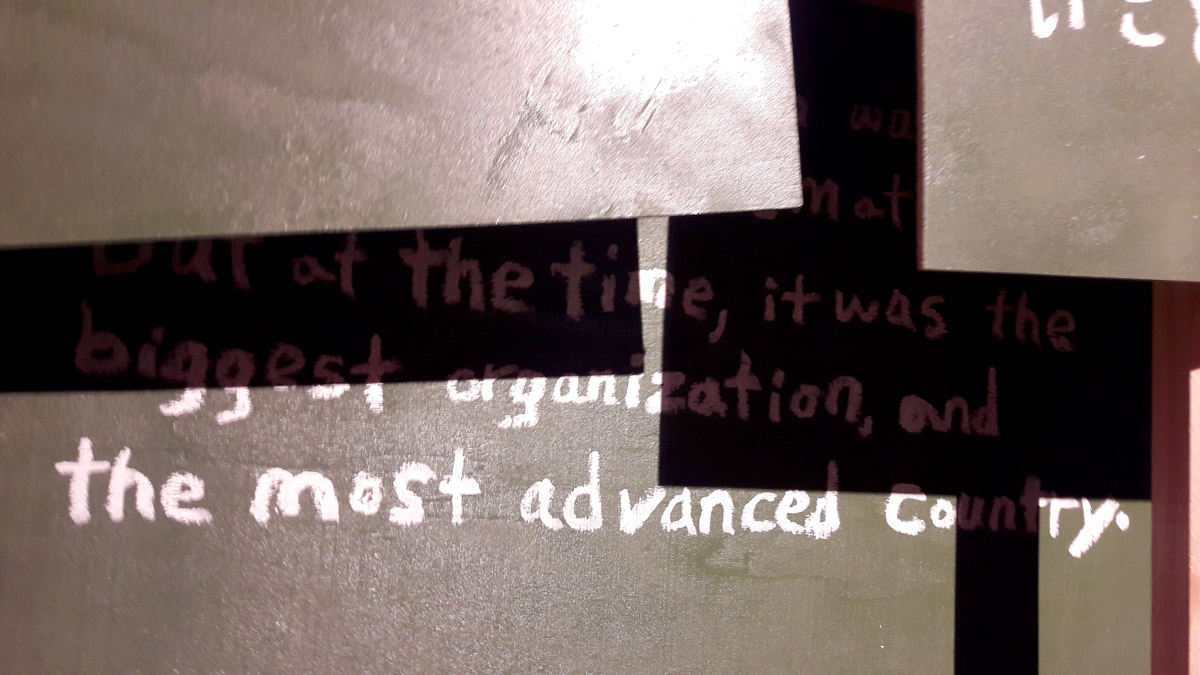 But at the time, it was the
biggest organization, and
the most advanced country.